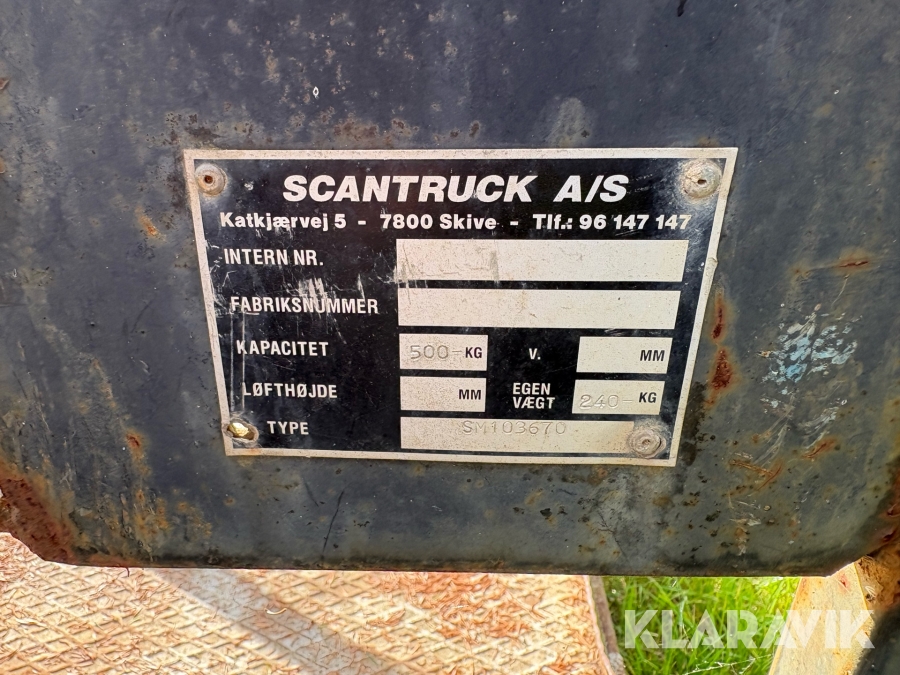 SCANTRUCK A/S
Katkjærvej 5 - 7800 Skive - Tlf.: 96 147 147
INTERN NR.
FABRIKSNUMMER
KAPACITET 500- KG V. MM
LØFTHØJDE MM EGEN VÆGT 240- KG
TYPE SM103670
KLARAVIK